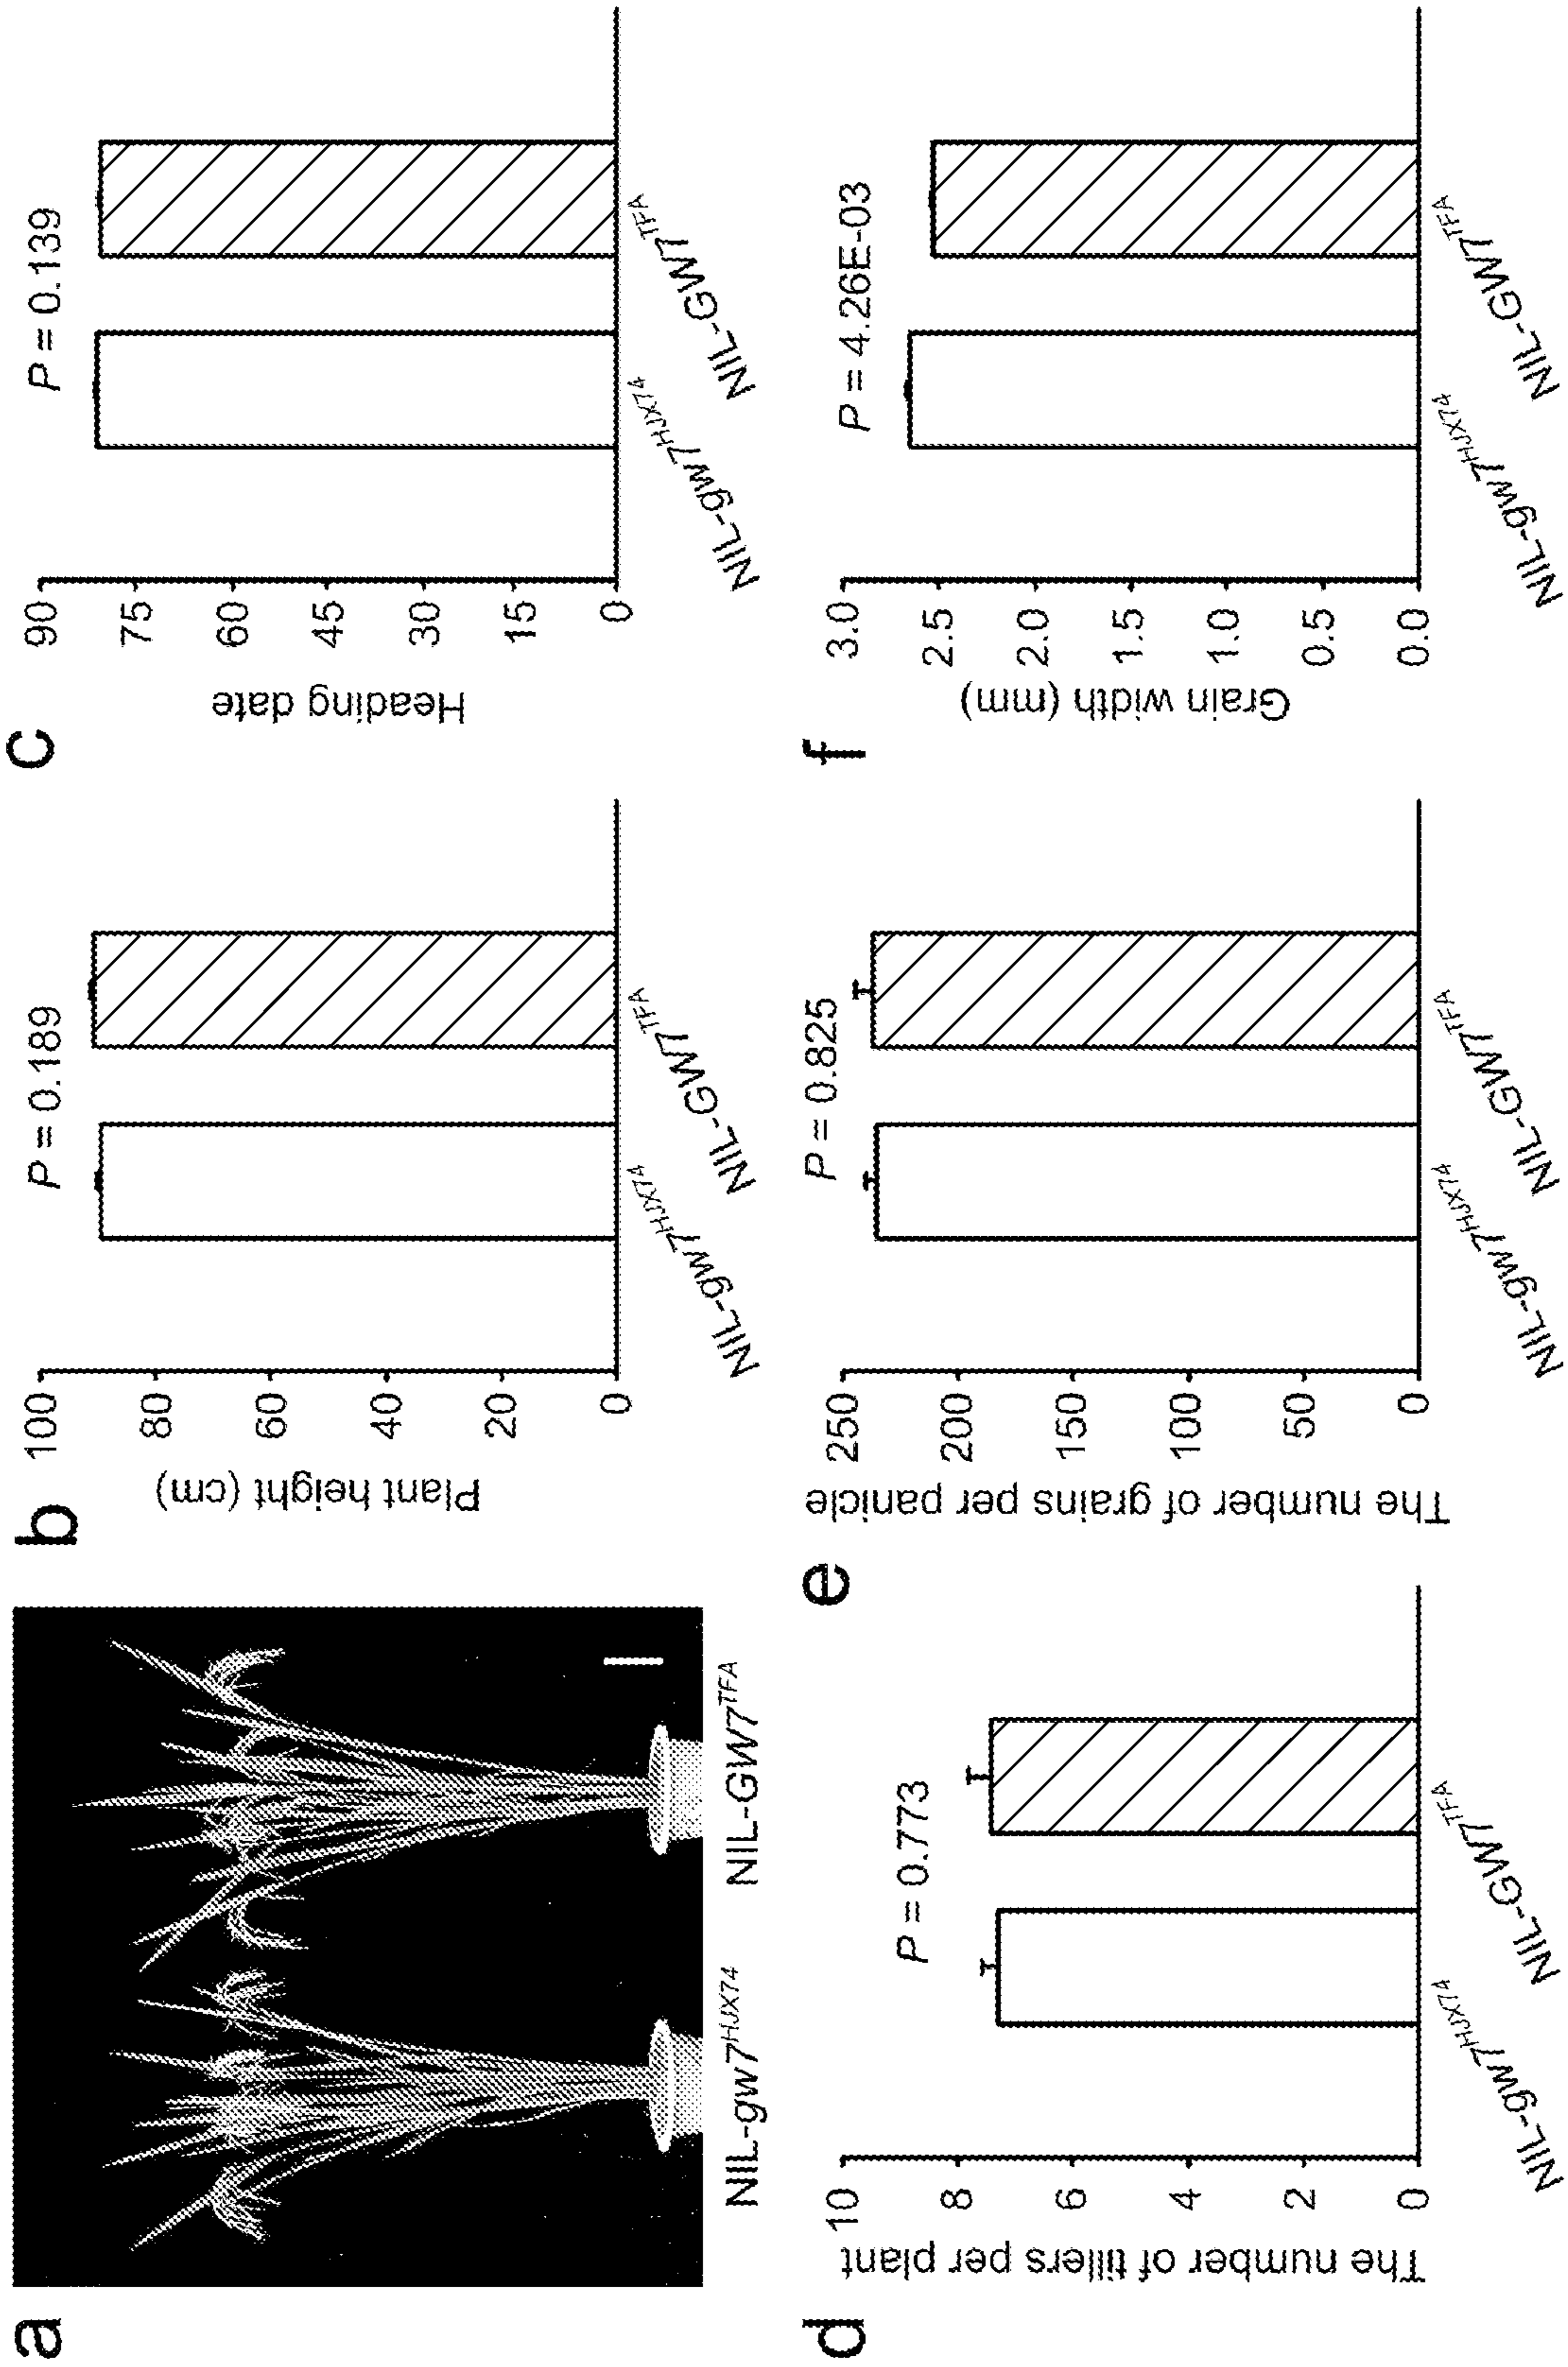 a
NIL-gw7HJX74 NIL-GW7TFA
b
Plant height (cm)
100
80
60
40
20
0
P = 0.189
NIL-gw7HJX74 NIL-GW7TFA
c
Heading date
90
75
60
45
30
15
0
P = 0.139
NIL-gw7HJX74 NIL-GW7TFA
d
The number of tillers per plant
10
8
6
4
2
0
P = 0.773
NIL-gw7HJX74 NIL-GW7TFA
e
The number of grains per panicle
250
200
150
100
50
0
P = 0.825
NIL-gw7HJX74 NIL-GW7TFA
f
Grain width (mm)
3.0
2.5
2.0
1.5
1.0
0.5
0.0
P = 4.26E-03
NIL-gw7HJX74 NIL-GW7TFA